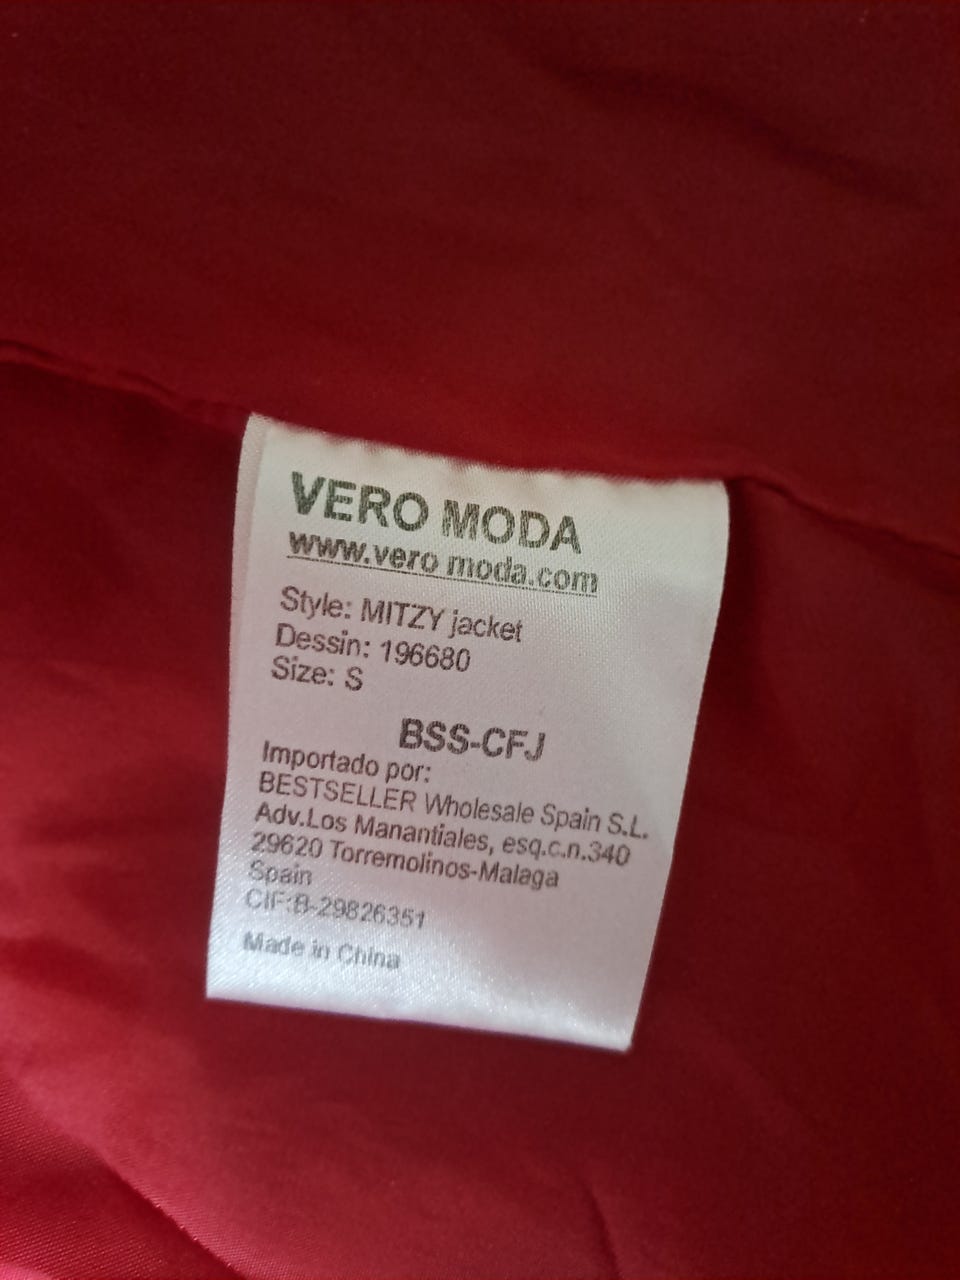 VERO MODA
www.vero moda.com
Style: MITZY jacket
Dessin: 196680
Size: S
BSS-CFJ
Importado por:
BESTSELLER Wholesale Spain S.L.
Adv.Los Manantiales, esq.c.n.340
29620 Torremolinos-Malaga
Spain
CIF:B-29826351
Made in China